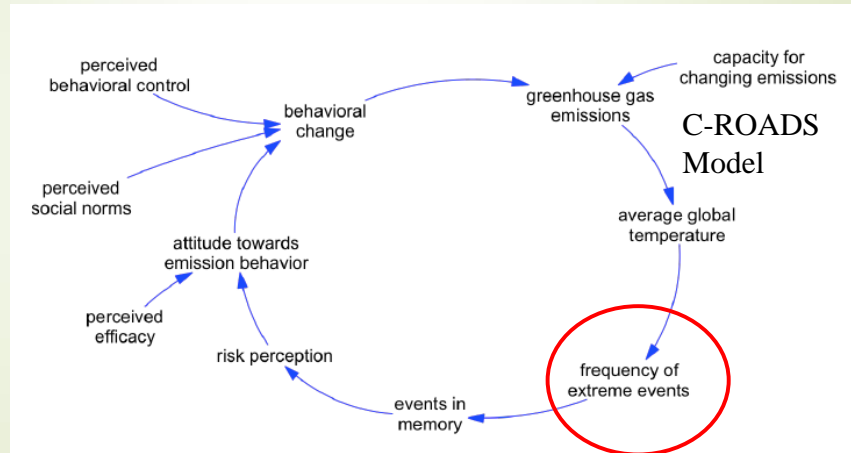 perceived
behavioral control
capacity for
changing emissions
behavioral
change
greenhouse gas
emissions
C-ROADS
Model
perceived
social norms
average global
temperature
attitude towards
emission behavior
perceived
efficacy
risk perception
frequency of
extreme events
events in
memory